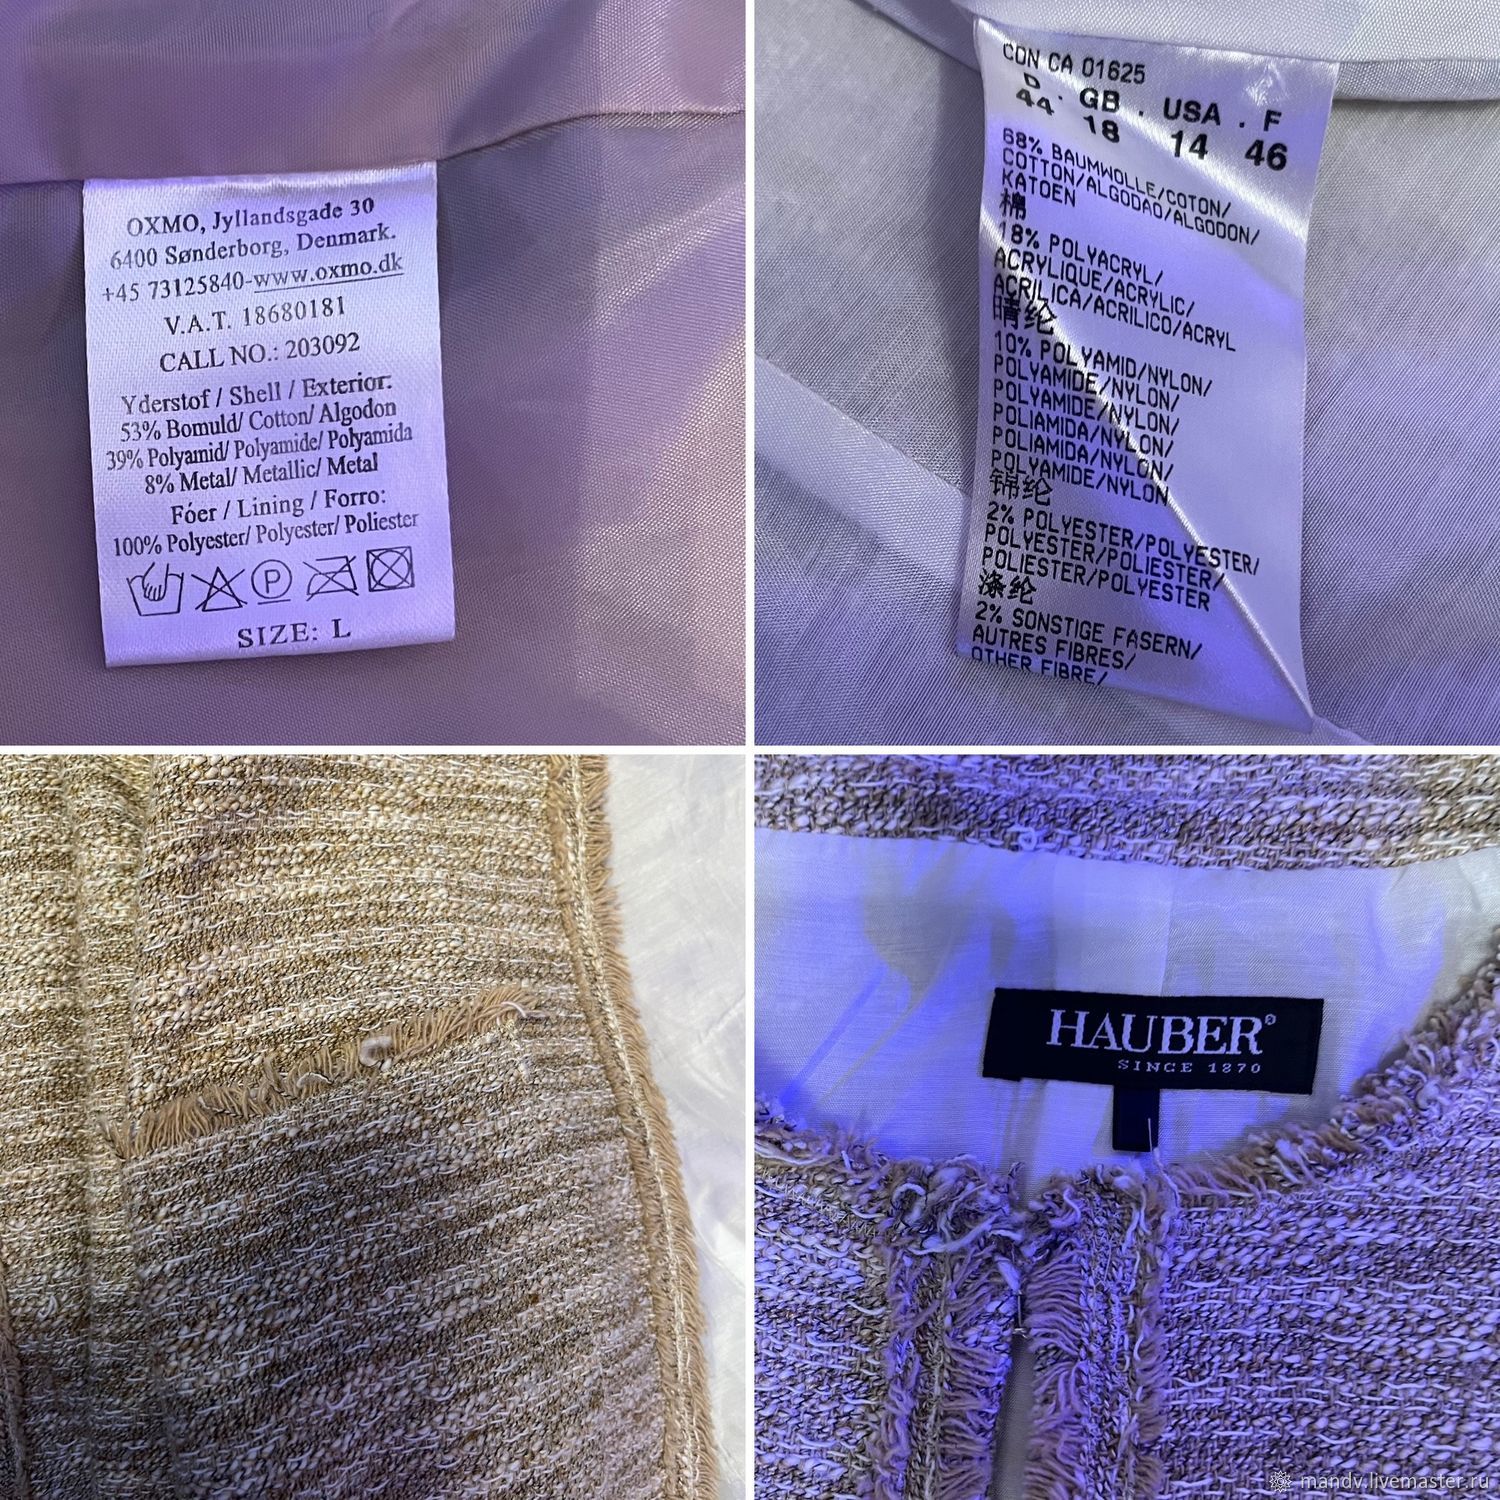 OXMO, Jyllandsgade 30
6400 Sønderborg, Denmark.
+45 73125840-www.oxmo.dk
V.A.T. 18680181
CALL NO.: 203092
Yderstof / Shell / Exterior:
53% Bomuld/ Cotton/ Algodon
39% Polyamid/ Polyamide/ Polyamida
8% Metal/ Metallic/ Metal
Fóer / Lining / Forro:
100% Polyester/ Polyester/ Poliester
P
SIZE: L
CON CA 01625
D . GB . USA . F
44 18 14 46
68% BAUMWOLLE/COTON/
COTTON/ALGODAO/ALGODON/
KATOEN
棉
18% POLYACRYL/
ACRYLIQUE/ACRYLIC/
ACRILICA/ACRILICO/ACRYL
晴纶
10% POLYAMID/NYLON/
POLYAMIDE/NYLON/
POLYAMIDE/NYLON/
POLIAMIDA/NYLON/
POLIAMIDA/NYLON/
POLYAMIDE/NYLON
锦纶
2% POLYESTER/POLYESTER/
POLYESTER/POLIESTER/
POLIESTER/POLYESTER
涤纶
2% SONSTIGE FASERN/
AUTRES FIBRES/
OTHER FIBRE/
HAUBER®
SINCE 1870
mandv.livemaster.ru